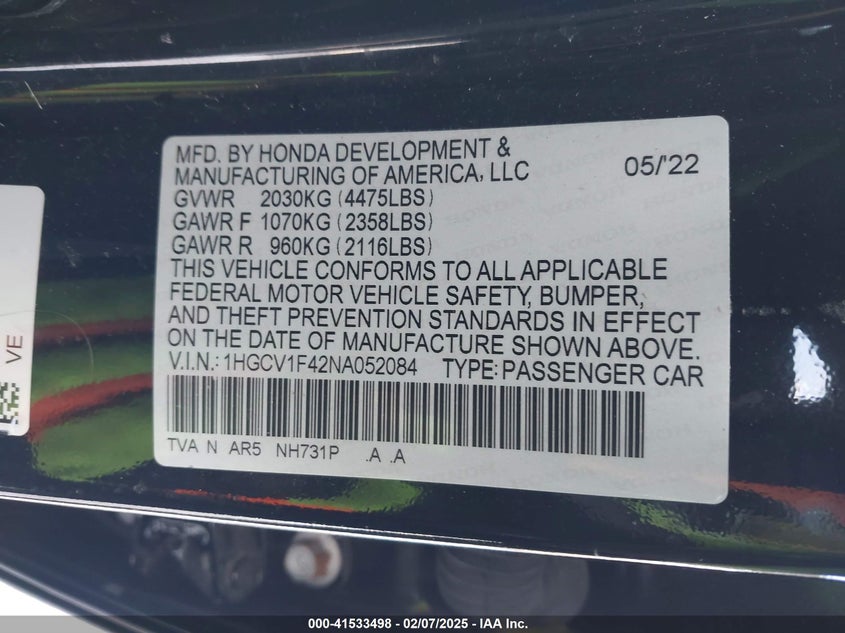 MFD. BY HONDA DEVELOPMENT &
MANUFACTURING OF AMERICA, LLC 05/'22
GVWR 2030KG (4475LBS)
GAWR F 1070KG (2358LBS)
GAWR R 960KG (2116LBS)
THIS VEHICLE CONFORMS TO ALL APPLICABLE
FEDERAL MOTOR VEHICLE SAFETY, BUMPER,
AND THEFT PREVENTION STANDARDS IN EFFECT
ON THE DATE OF MANUFACTURE SHOWN ABOVE.
V.I.N.: 1HGCV1F42NA052084 TYPE: PASSENGER CAR
TVA N AR5 NH731P .A .A
VE
000-41533498 - 02/07/2025 - IAA Inc.